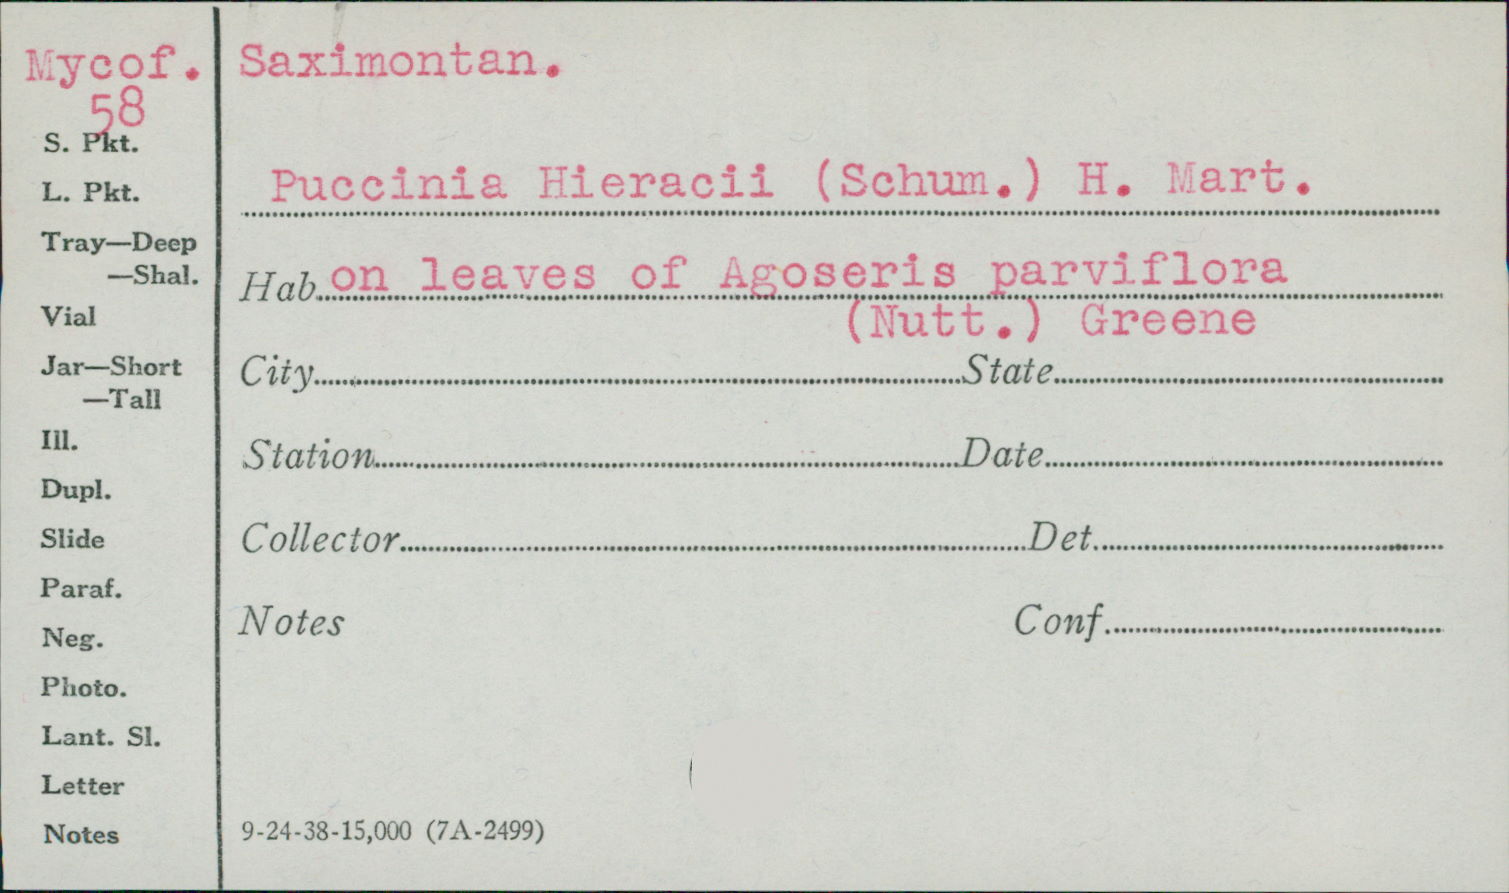 Mycof. Saximontan.
58
S. Pkt.
L. Pkt.
Puccinia Hieracii (Schum.) H. Mart.
Tray—Deep
—Shal.
Hab. on leaves of Agoseris parviflora
(Nutt.) Greene
Vial
Jar—Short
—Tall
City State
Ill.
Station Date
Dupl.
Slide
Collector Det.
Paraf.
Neg.
Notes Conf.
Photo.
Lant. Sl.
Letter
Notes
9-24-38-15,000 (7A-2499)